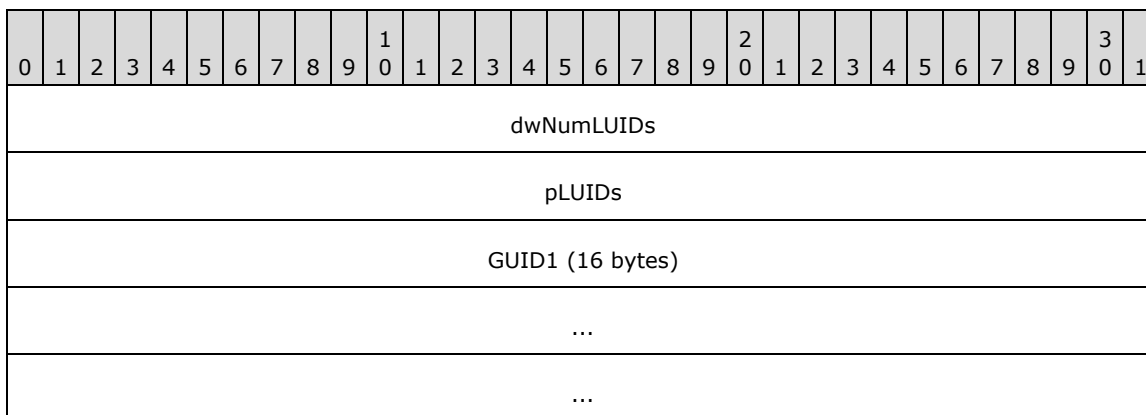 1 2 3
0 1 2 3 4 5 6 7 8 9 0 1 2 3 4 5 6 7 8 9 0 1 2 3 4 5 6 7 8 9 0 1
dwNumLUIDs
pLUIDs
GUID1 (16 bytes)
...
...